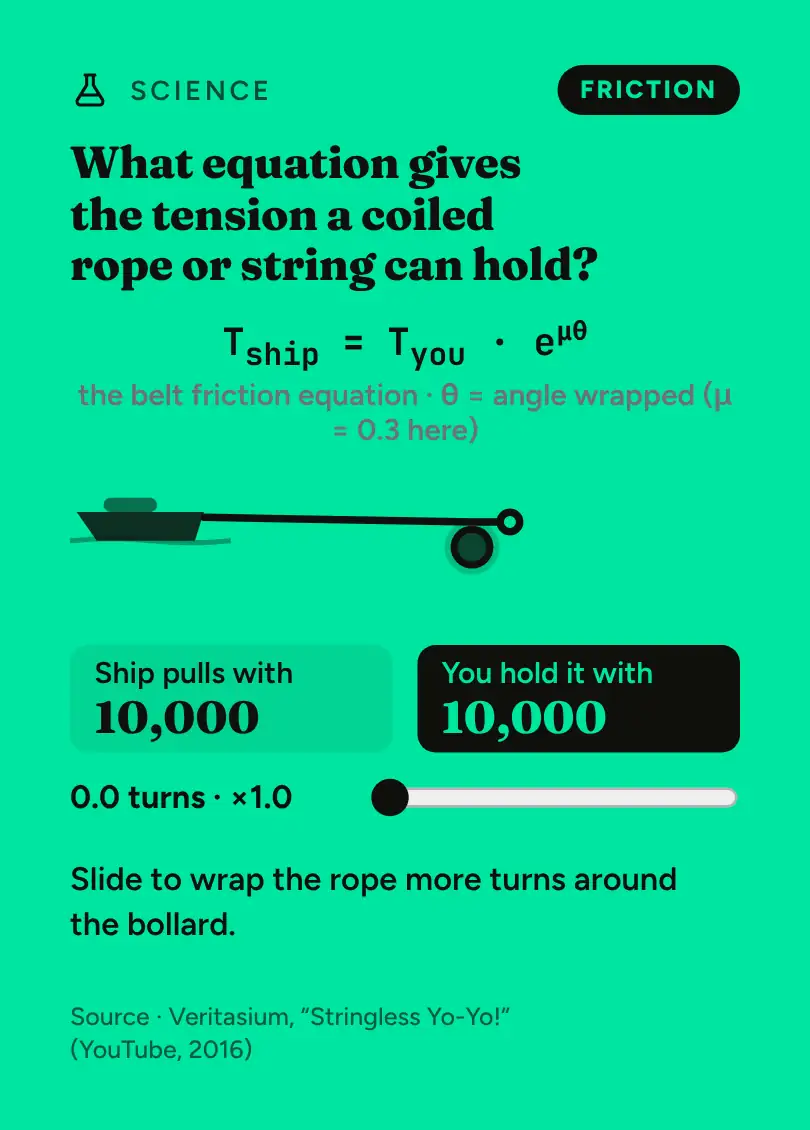 SCIENCE
FRICTION
What equation gives
the tension a coiled
rope or string can hold?
Tship = Tyou · eμθ
the belt friction equation · θ = angle wrapped (μ
= 0.3 here)
Ship pulls with
10,000
You hold it with
10,000
0.0 turns · ×1.0
Slide to wrap the rope more turns around
the bollard.
Source · Veritasium, “Stringless Yo-Yo!”
(YouTube, 2016)